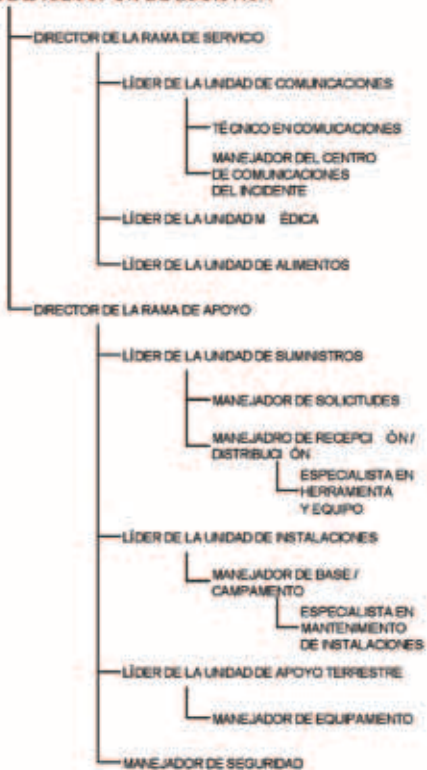 DIRECTOR DE LA RAMA DE SERVICO
LÍDER DE LA UNIDAD DE COMUNICACIONES
TÉCNICO EN COMUICACIONES
MANEJADOR DEL CENTRO
DE COMUNICACIONES
DEL INCIDENTE
LÍDER DE LA UNIDAD M ÉDICA
LÍDER DE LA UNIDAD DE ALIMENTOS
DIRECTOR DE LA RAMA DE APOYO
LÍDER DE LA UNIDAD DE SUMINISTROS
MANEJADOR DE SOLICITUDES
MANEJADRO DE RECEPCI ÓN /
DISTRIBUCI ÓN
ESPECIALISTA EN
HERRAMIENTA
Y EQUIPO
LÍDER DE LA UNIDAD DE INSTALACIONES
MANEJADOR DE BASE /
CAMPAMENTO
ESPECIALISTA EN
MANTENIMIENTO
DE INSTALACIONES
LÍDER DE LA UNIDAD DE APOYO TERRESTRE
MANEJADOR DE EQUIPAMIENTO
MANEJADOR DE SEGURIDAD